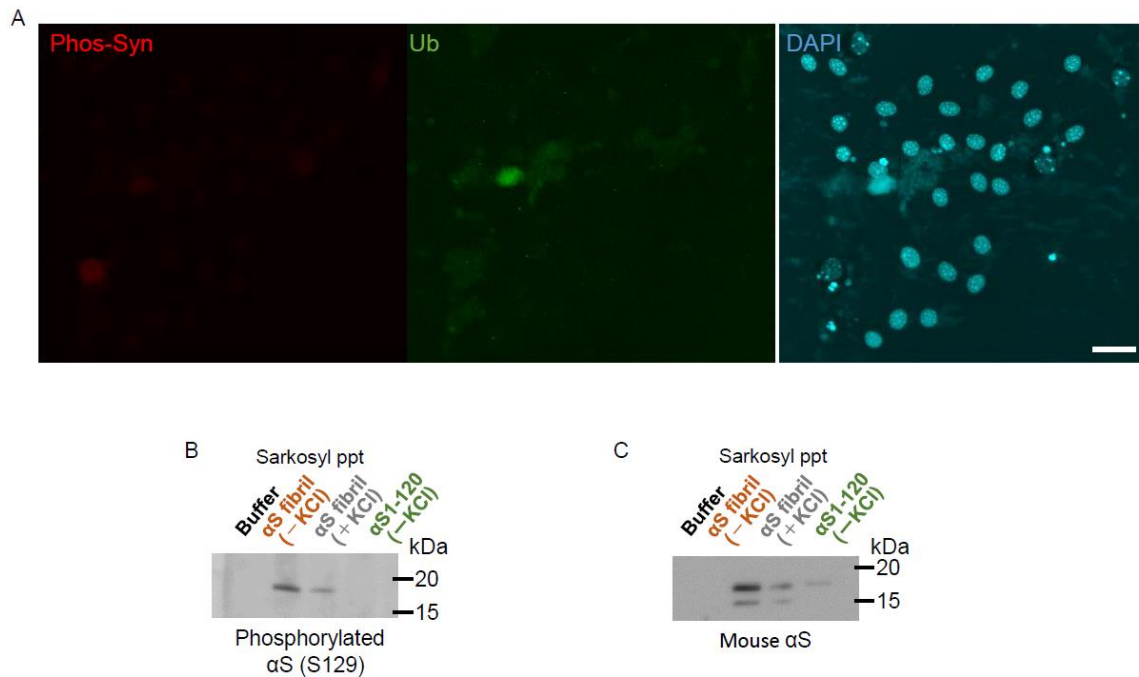 A
Phos-Syn
Ub
DAPI
B
Sarkosyl ppt
Buffer
αS fibril
(−KCl)
αS fibril
(+KCl)
αS1-120
(−KCl)
kDa
20
15
Phosphorylated
αS (S129)
C
Sarkosyl ppt
Buffer
αS fibril
(−KCl)
αS fibril
(+KCl)
αS1-120
(−KCl)
kDa
20
15
Mouse αS